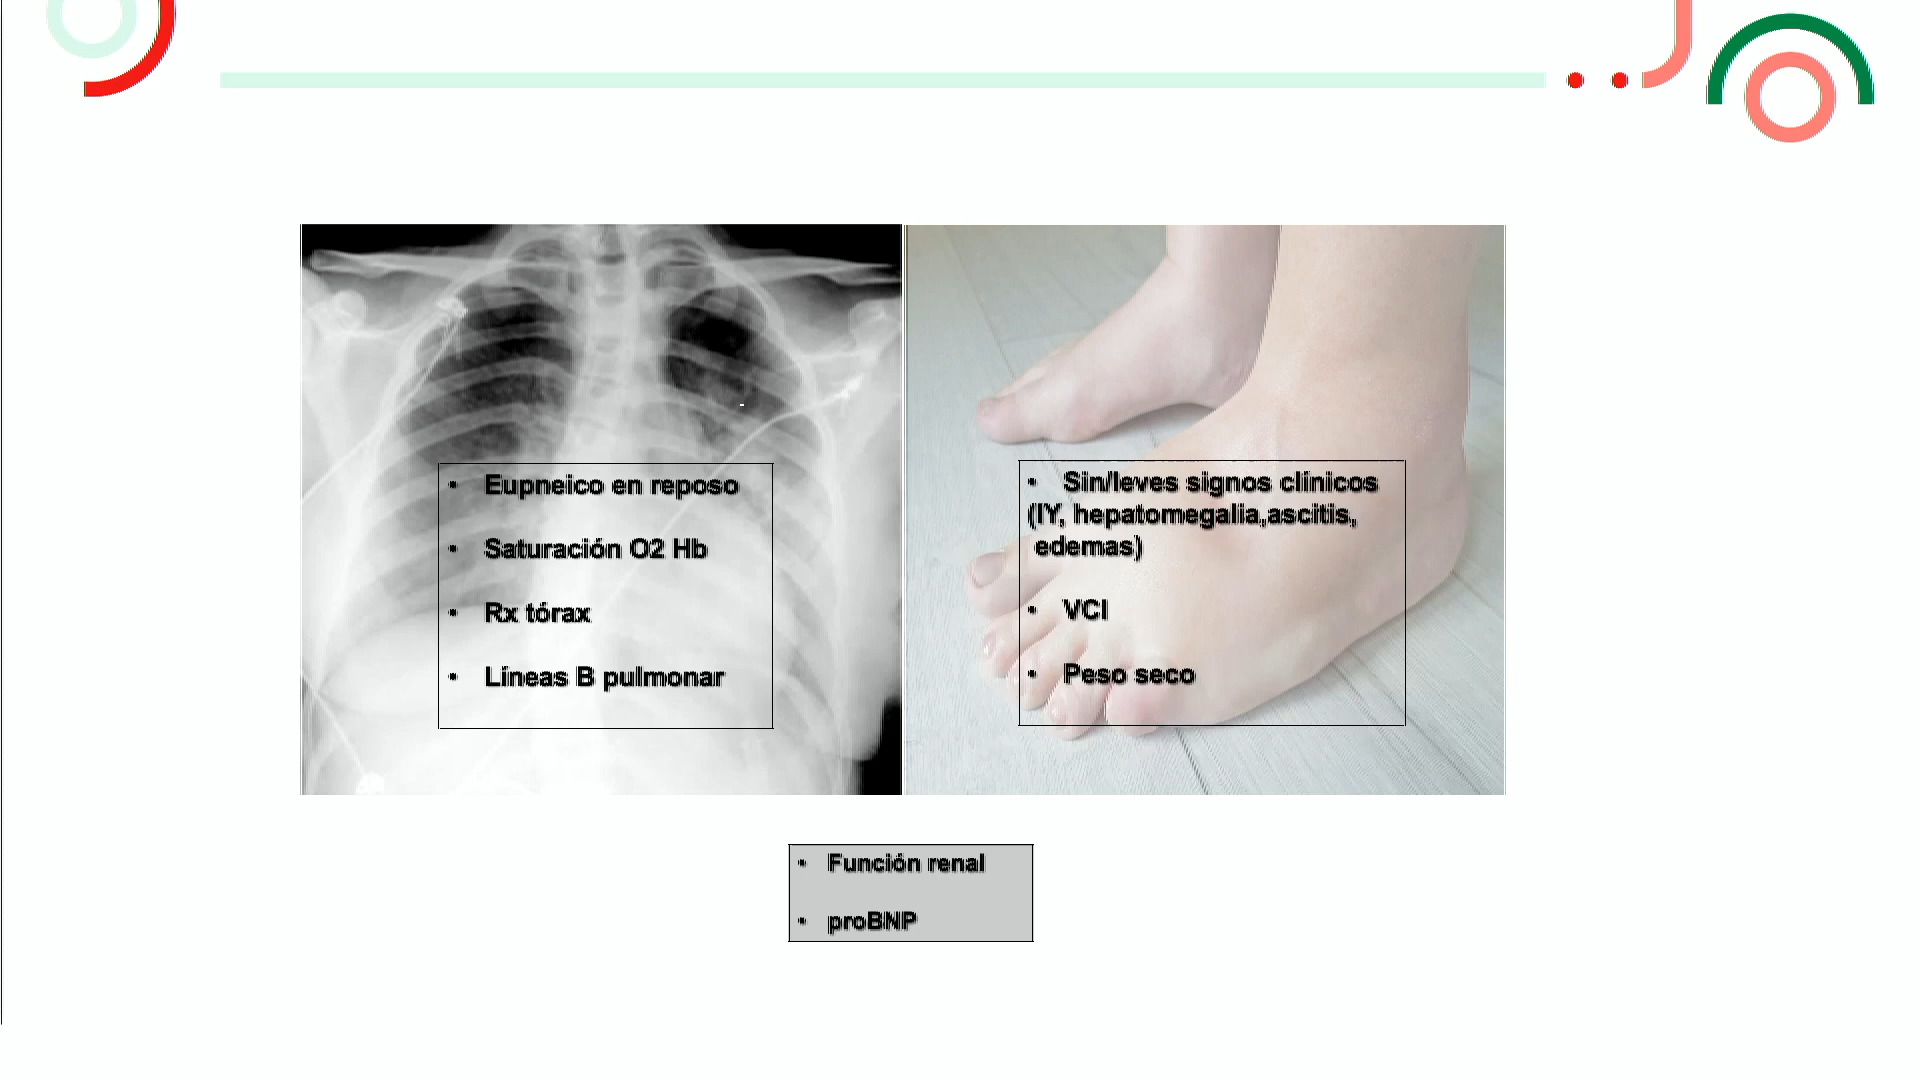 • Eupneico en reposo
• Saturación O2 Hb
• Rx tórax
• Líneas B pulmonar
• Sin/leves signos clínicos
(IY, hepatomegalia,ascitis,
edemas)
• VCI
• Peso seco
• Función renal
• proBNP